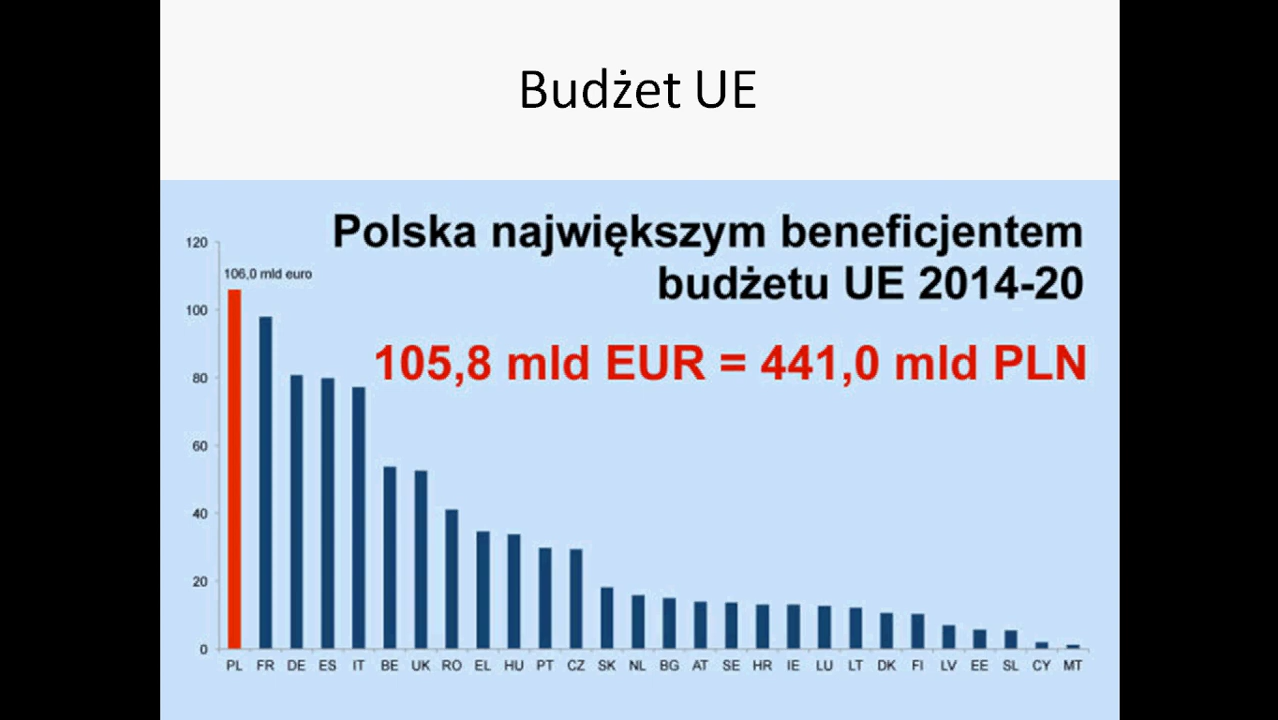 Budżet UE
Polska największym beneficjentem
budżetu UE 2014-20
105,8 mld EUR = 441,0 mld PLN
106,0 mld euro
120
100
80
60
40
20
0
PL FR DE ES IT BE UK RO EL HU PT CZ SK NL BG AT SE HR IE LU LT DK FI LV EE SL CY MT